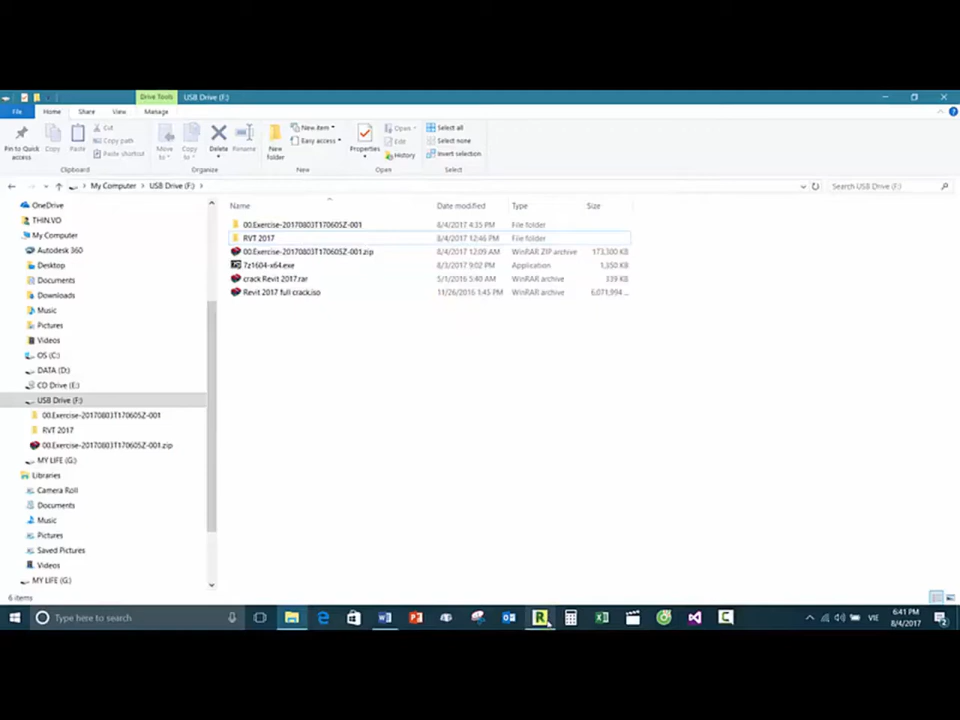 Drive Tools USB Drive (F:)
File Home Share View Manage
Pin to Quick access
Copy
Paste
Cut
Copy path
Paste shortcut
Clipboard
Move to
Copy to
Delete
Rename
Organize
New folder
New item
Easy access
New
Properties
Open
Edit
History
Open
Select all
Select none
Invert selection
Select
My Computer USB Drive (F:) Search USB Drive (F:)
Name Date modified Type Size
00.Exercise-20170803T170605Z-001 8/4/2017 4:35 PM File folder
RVT 2017 8/4/2017 12:46 PM File folder
00.Exercise-20170803T170605Z-001.zip 8/4/2017 12:09 AM WinRAR ZIP archive 173,300 KB
7z1604-x64.exe 8/3/2017 9:02 PM Application 1,350 KB
crack Revit 2017.rar 5/1/2016 5:40 AM WinRAR archive 339 KB
Revit 2017 full crack.iso 11/26/2016 1:45 PM WinRAR archive 6,071,994 ...
OneDrive
THIN.VO
My Computer
Autodesk 360
Desktop
Documents
Downloads
Music
Pictures
Videos
OS (C:)
DATA (D:)
CD Drive (E:)
USB Drive (F:)
00.Exercise-20170803T170605Z-001
RVT 2017
00.Exercise-20170803T170605Z-001.zip
MY LIFE (G:)
Libraries
Camera Roll
Documents
Music
Pictures
Saved Pictures
Videos
MY LIFE (G:)
6 items
Type here to search
VIE
6:41 PM
8/4/2017